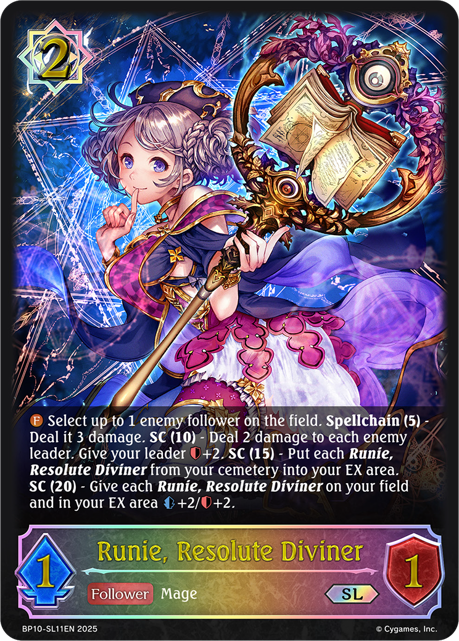 2
Select up to 1 enemy follower on the field. Spellchain (5) -
Deal it 3 damage. SC (10) - Deal 2 damage to each enemy
leader. Give your leader +2. SC (15) - Put each Runie,
Resolute Diviner from your cemetery into your EX area.
SC (20) - Give each Runie, Resolute Diviner on your field
and in your EX area +2/+2.
Runie, Resolute Diviner
1
1
Follower Mage
SL
BP10-SL11EN 2025
© Cygames, Inc.